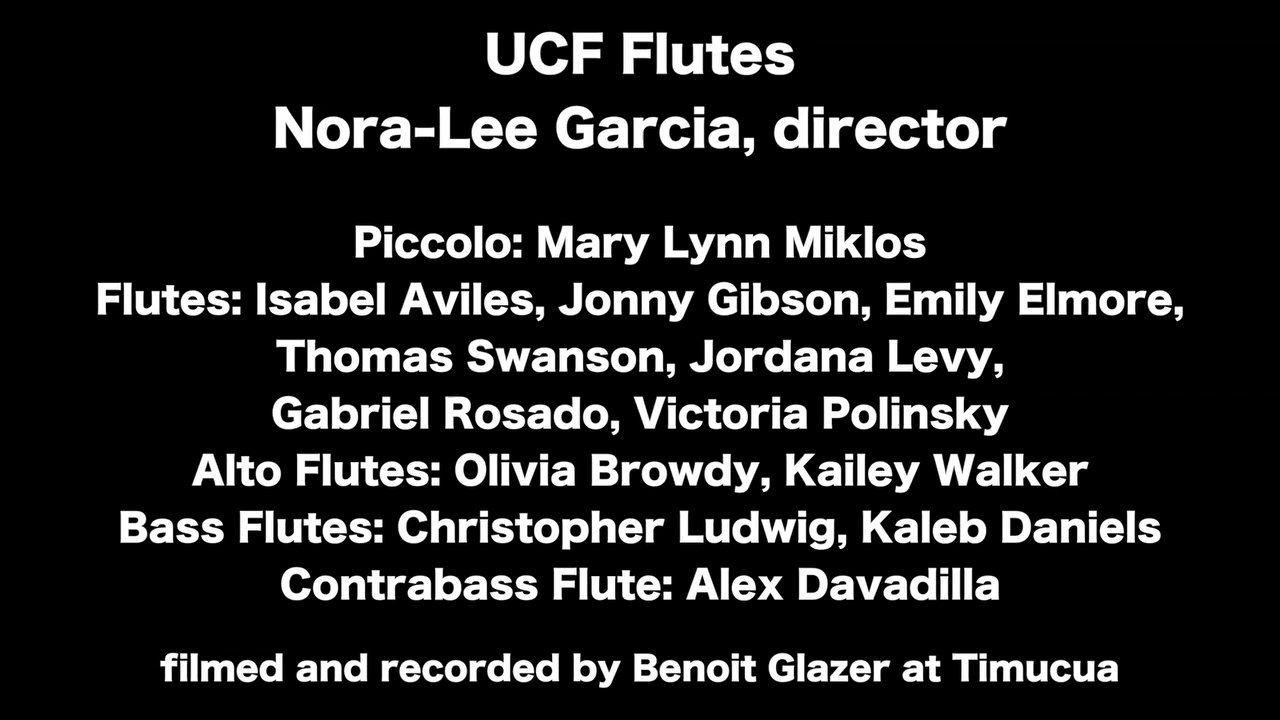 UCF Flutes
Nora-Lee Garcia, director
Piccolo: Mary Lynn Miklos
Flutes: Isabel Aviles, Jonny Gibson, Emily Elmore,
Thomas Swanson, Jordana Levy,
Gabriel Rosado, Victoria Polinsky
Alto Flutes: Olivia Browdy, Kailey Walker
Bass Flutes: Christopher Ludwig, Kaleb Daniels
Contrabass Flute: Alex Davadilla
filmed and recorded by Benoit Glazer at Timucua